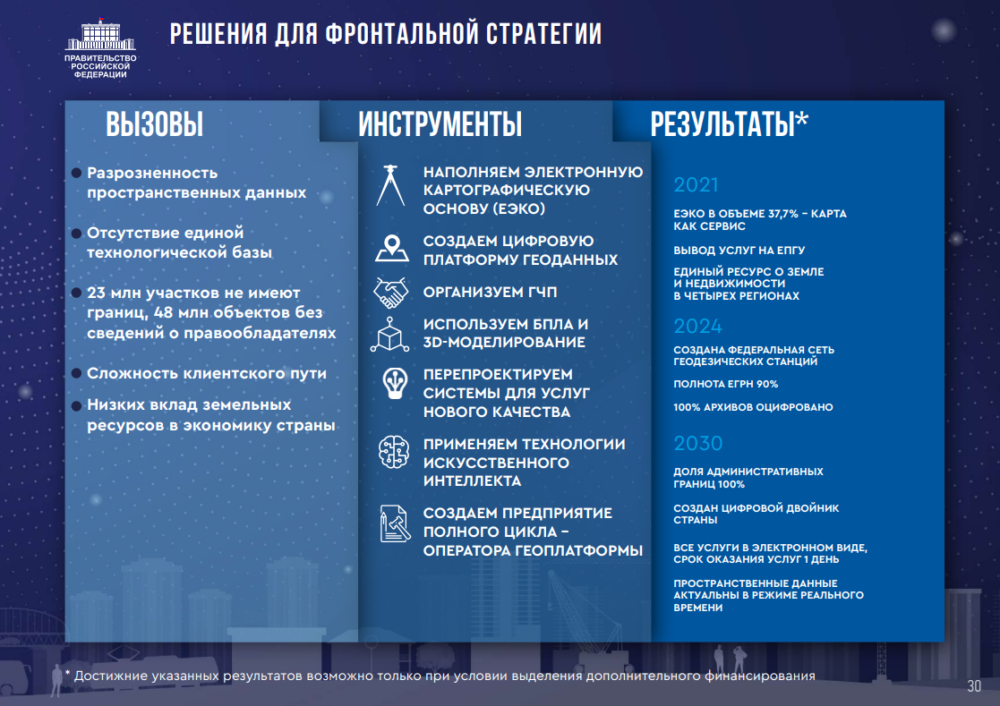 РЕШЕНИЯ ДЛЯ ФРОНТАЛЬНОЙ СТРАТЕГИИ
ПРАВИТЕЛЬСТВО
РОССИЙСКОЙ
ФЕДЕРАЦИИ
ВЫЗОВЫ
Разрозненность
пространственных данных
Отсутствие единой
технологической базы
23 млн участков не имеют
границ, 48 млн объектов без
сведений о правообладателях
Сложность клиентского пути
Низких вклад земельных
ресурсов в экономику страны
ИНСТРУМЕНТЫ
НАПОЛНЯЕМ ЭЛЕКТРОННУЮ
КАРТОГРАФИЧЕСКУЮ
ОСНОВУ (ЕЭКО)
СОЗДАЕМ ЦИФРОВУЮ
ПЛАТФОРМУ ГЕОДАННЫХ
ОРГАНИЗУЕМ ГЧП
ИСПОЛЬЗУЕМ БПЛА И
3D-МОДЕЛИРОВАНИЕ
ПЕРЕПРОЕКТИРУЕМ
СИСТЕМЫ ДЛЯ УСЛУГ
НОВОГО КАЧЕСТВА
ПРИМЕНЯЕМ ТЕХНОЛОГИИ
ИСКУССТВЕННОГО
ИНТЕЛЛЕКТА
СОЗДАЕМ ПРЕДПРИЯТИЕ
ПОЛНОГО ЦИКЛА –
ОПЕРАТОРА ГЕОПЛАТФОРМЫ
РЕЗУЛЬТАТЫ*
2021
ЕЭКО В ОБЪЕМЕ 37,7% – КАРТА
КАК СЕРВИС
ВЫВОД УСЛУГ НА ЕПГУ
ЕДИНЫЙ РЕСУРС О ЗЕМЛЕ
И НЕДВИЖИМОСТИ
В ЧЕТЫРЕХ РЕГИОНАХ
2024
СОЗДАНА ФЕДЕРАЛЬНАЯ СЕТЬ
ГЕОДЕЗИЧЕСКИХ СТАНЦИЙ
ПОЛНОТА ЕГРН 90%
100% АРХИВОВ ОЦИФРОВАНО
2030
ДОЛЯ АДМИНИСТРАТИВНЫХ
ГРАНИЦ 100%
СОЗДАН ЦИФРОВОЙ ДВОЙНИК
СТРАНЫ
ВСЕ УСЛУГИ В ЭЛЕКТРОННОМ ВИДЕ,
СРОК ОКАЗАНИЯ УСЛУГ 1 ДЕНЬ
ПРОСТРАНСТВЕННЫЕ ДАННЫЕ
АКТУАЛЬНЫ В РЕЖИМЕ РЕАЛЬНОГО
ВРЕМЕНИ
* Достижние указанных результатов возможно только при условии выделения дополнительного финансирования
30